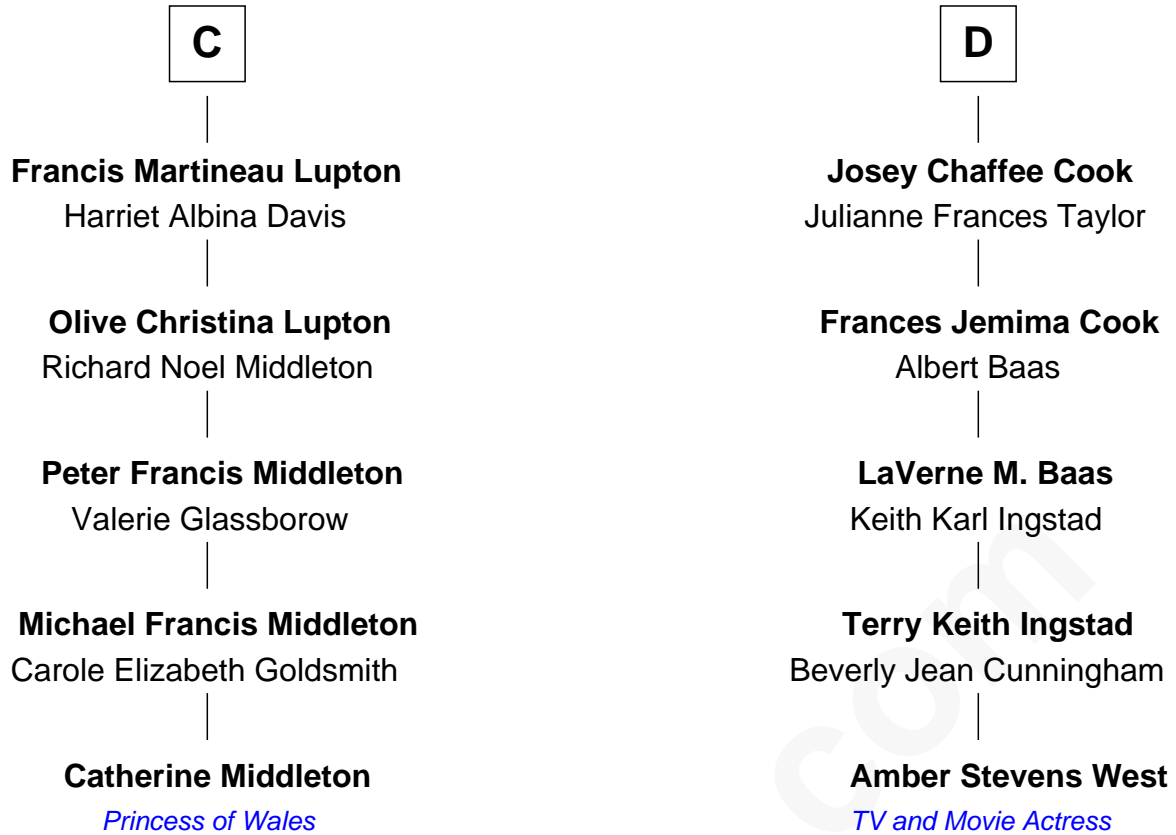 C
Francis Martineau Lupton
Harriet Albina Davis
Olive Christina Lupton
Richard Noel Middleton
Peter Francis Middleton
Valerie Glassborow
Michael Francis Middleton
Carole Elizabeth Goldsmith
Catherine Middleton
Princess of Wales
D
Josey Chaffee Cook
Julianne Frances Taylor
Frances Jemima Cook
Albert Baas
LaVerne M. Baas
Keith Karl Ingstad
Terry Keith Ingstad
Beverly Jean Cunningham
Amber Stevens West
TV and Movie Actress
com